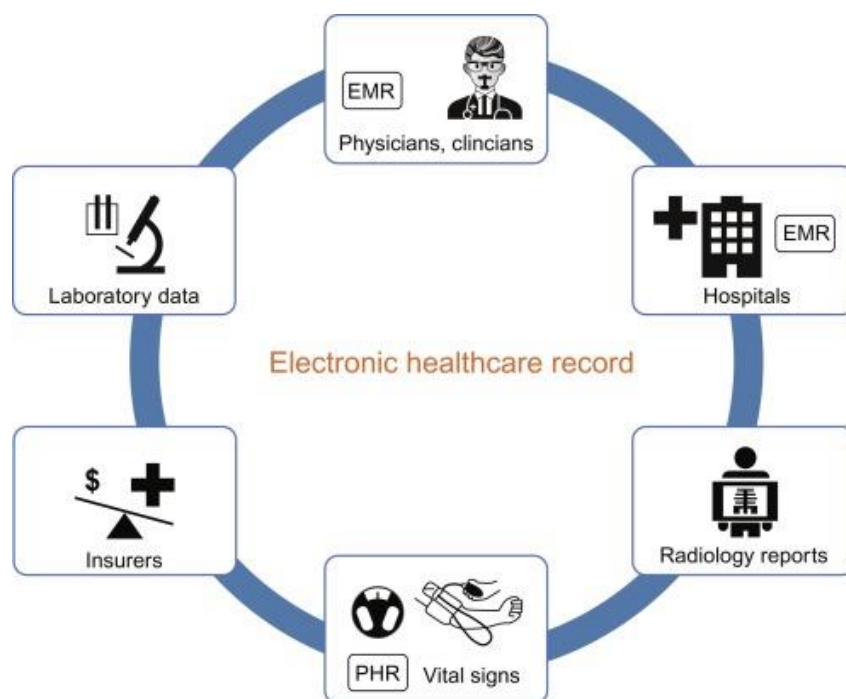 EMR
Physicians, clincians
EMR
Hospitals
Laboratory data
Electronic healthcare record
$
Insurers
Radiology reports
PHR
Vital signs